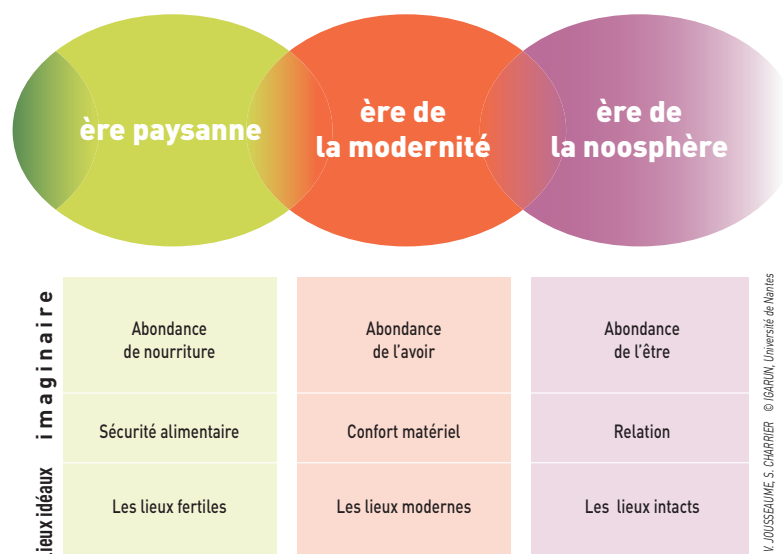 ère paysanne
ère de
la modernité
ère de
la noosphère
imaginaire
Abondance
de nourriture
Abondance
de l'avoir
Abondance
de l'être
Sécurité alimentaire
Confort matériel
Relation
Lieux idéaux
Les lieux fertiles
Les lieux modernes
Les lieux intacts
V. JOUSSEAUME, S. CHARRIER © IGARUN, Université de Nantes